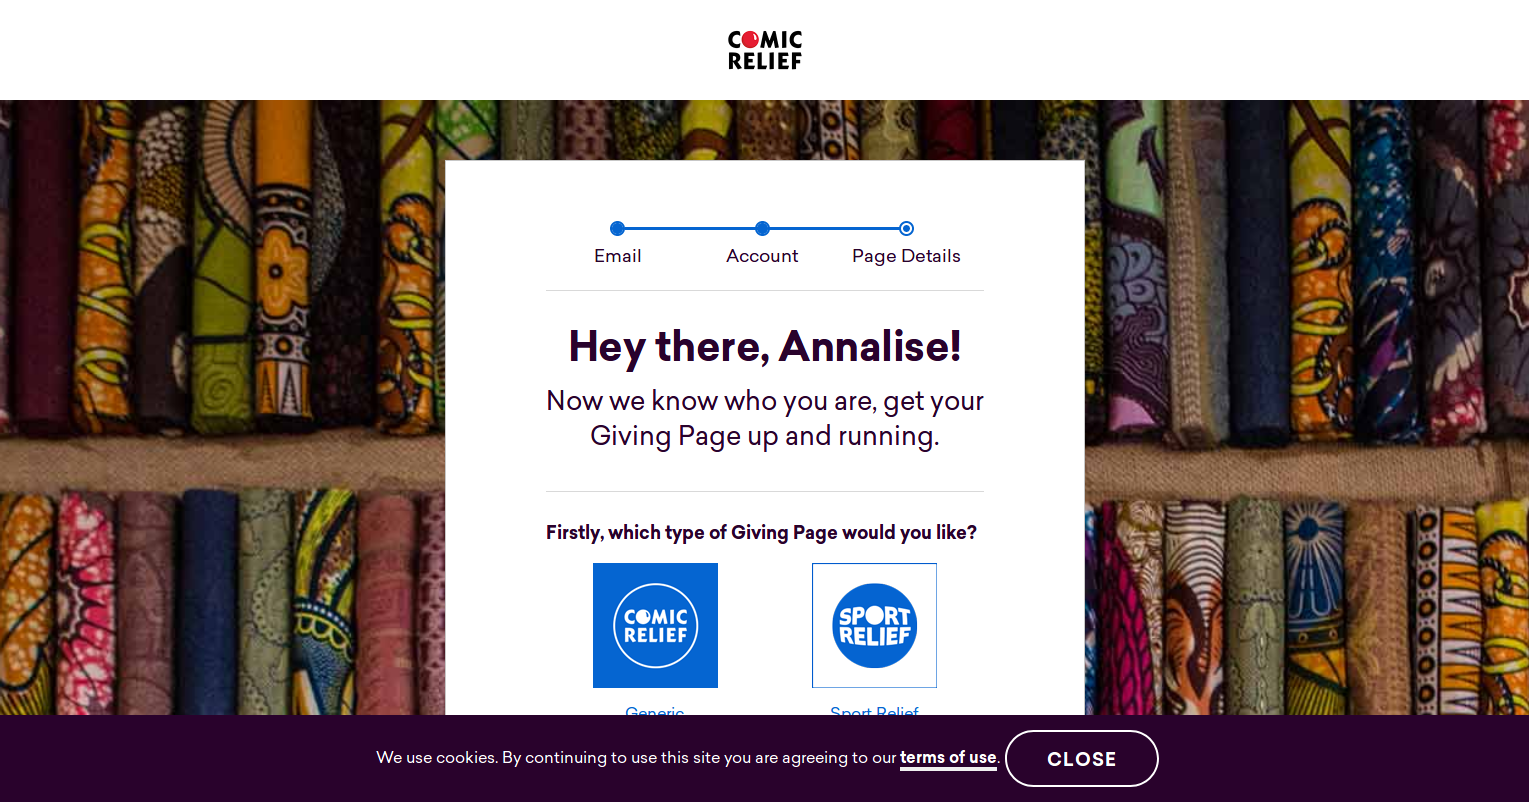 COMIC
RELIEF
Email Account Page Details
Hey there, Annalise!
Now we know who you are, get your
Giving Page up and running.
Firstly, which type of Giving Page would you like?
COMIC
RELIEF
SPORT
RELIEF
Generic Sport Relief
We use cookies. By continuing to use this site you are agreeing to our terms of use. CLOSE